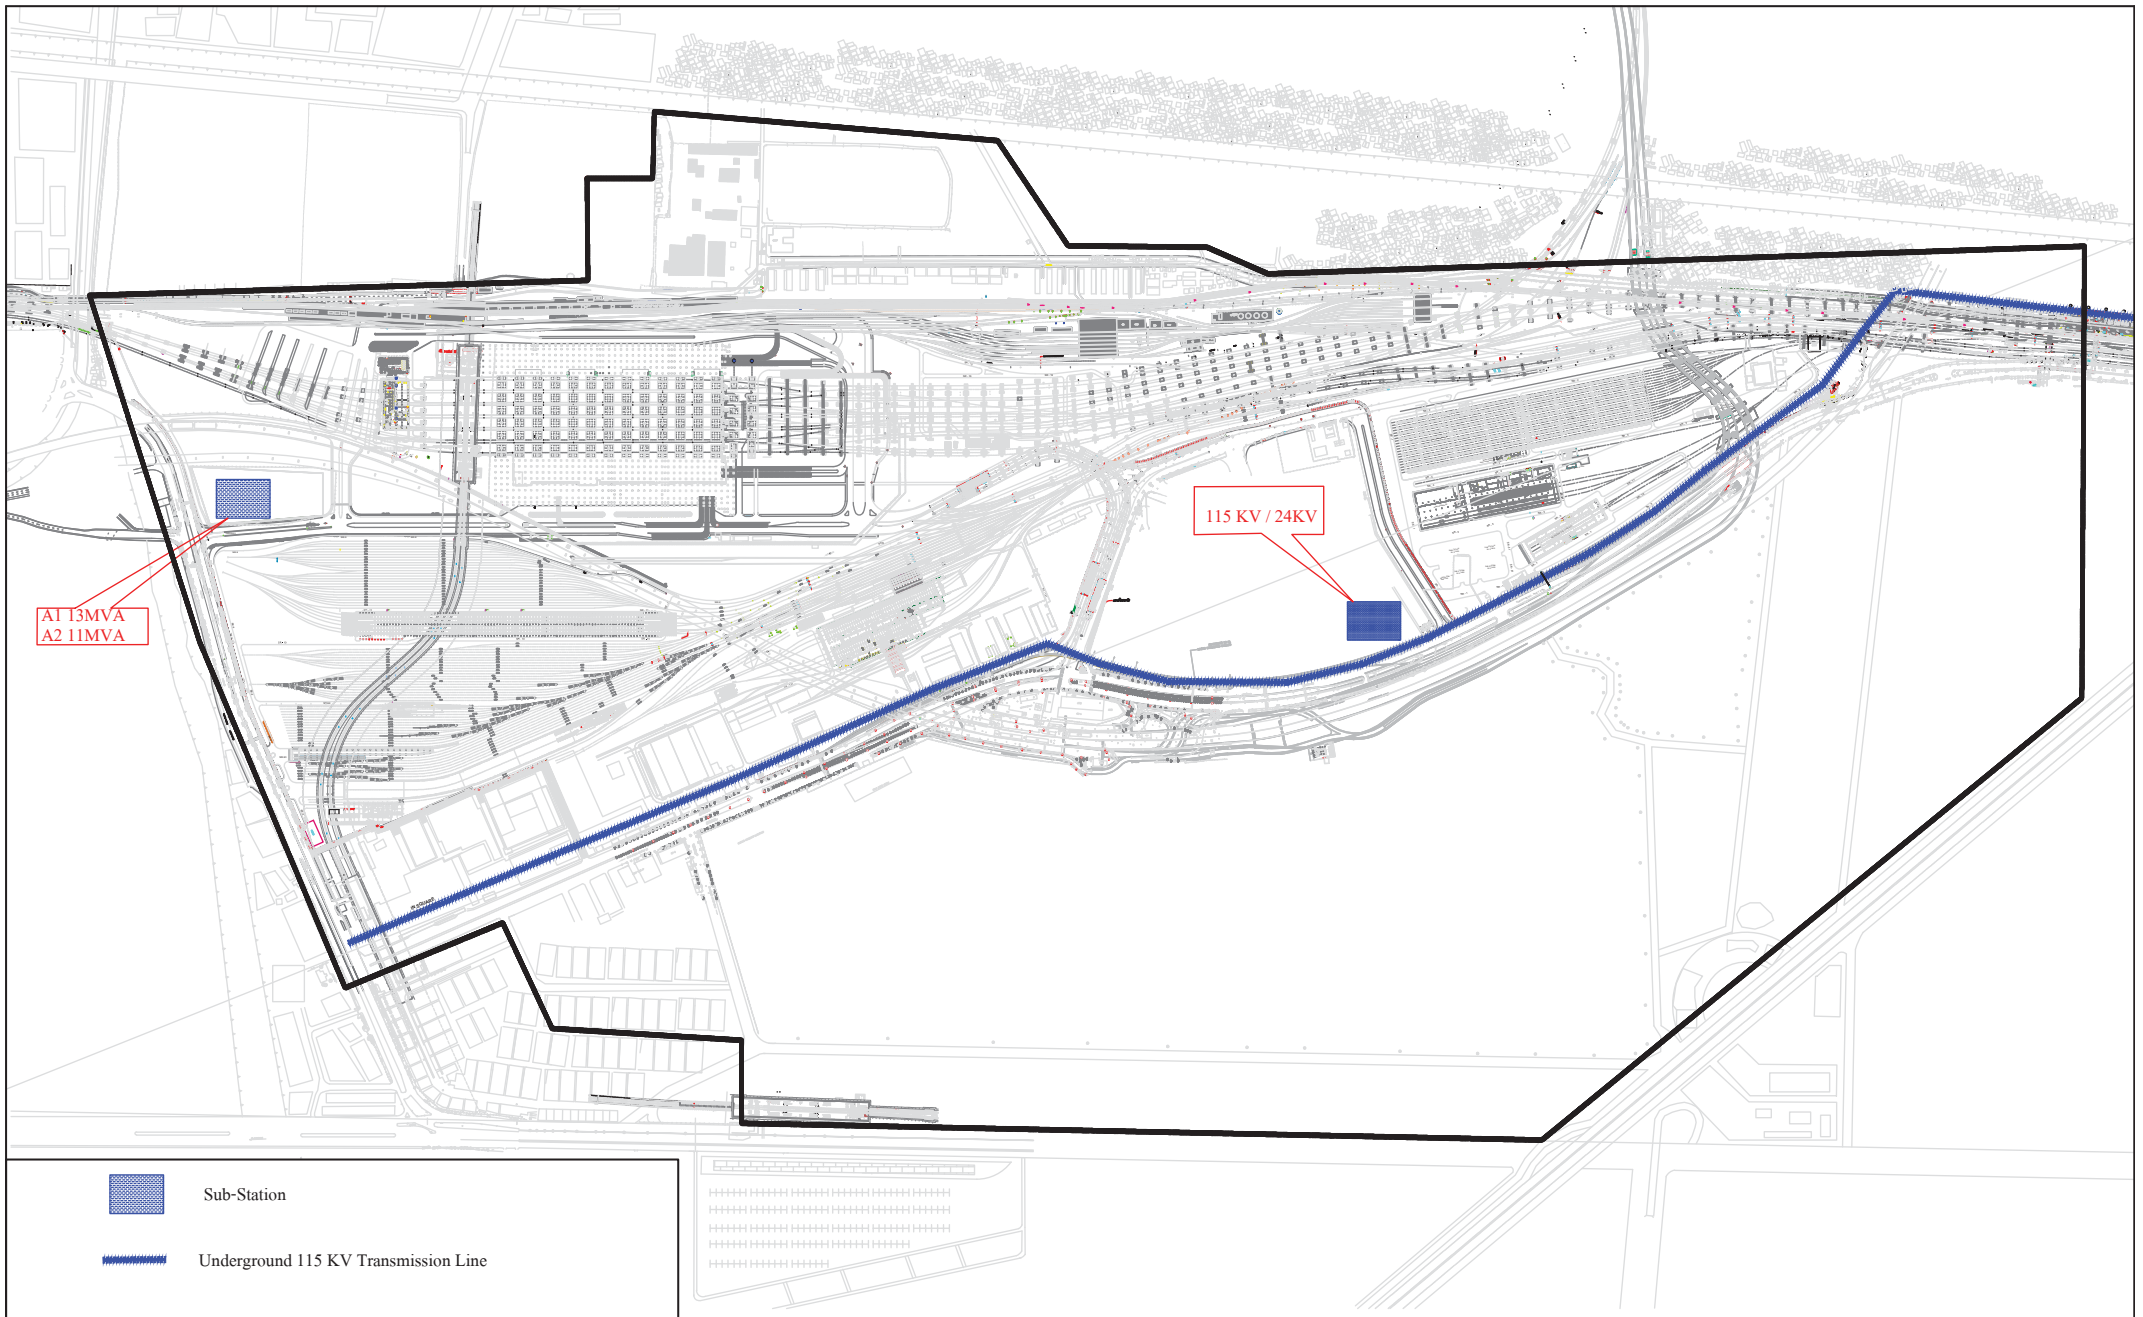 115 KV / 24KV
A1 13MVA
A2 11MVA
Sub-Station
Underground 115 KV Transmission Line